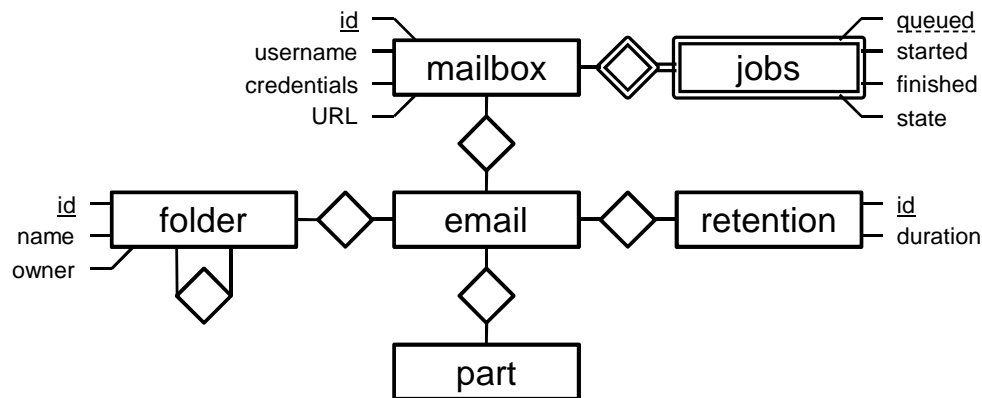 id
username
credentials
URL
mailbox
jobs
queued
started
finished
state
id
name
owner
folder
email
retention
id
duration
part